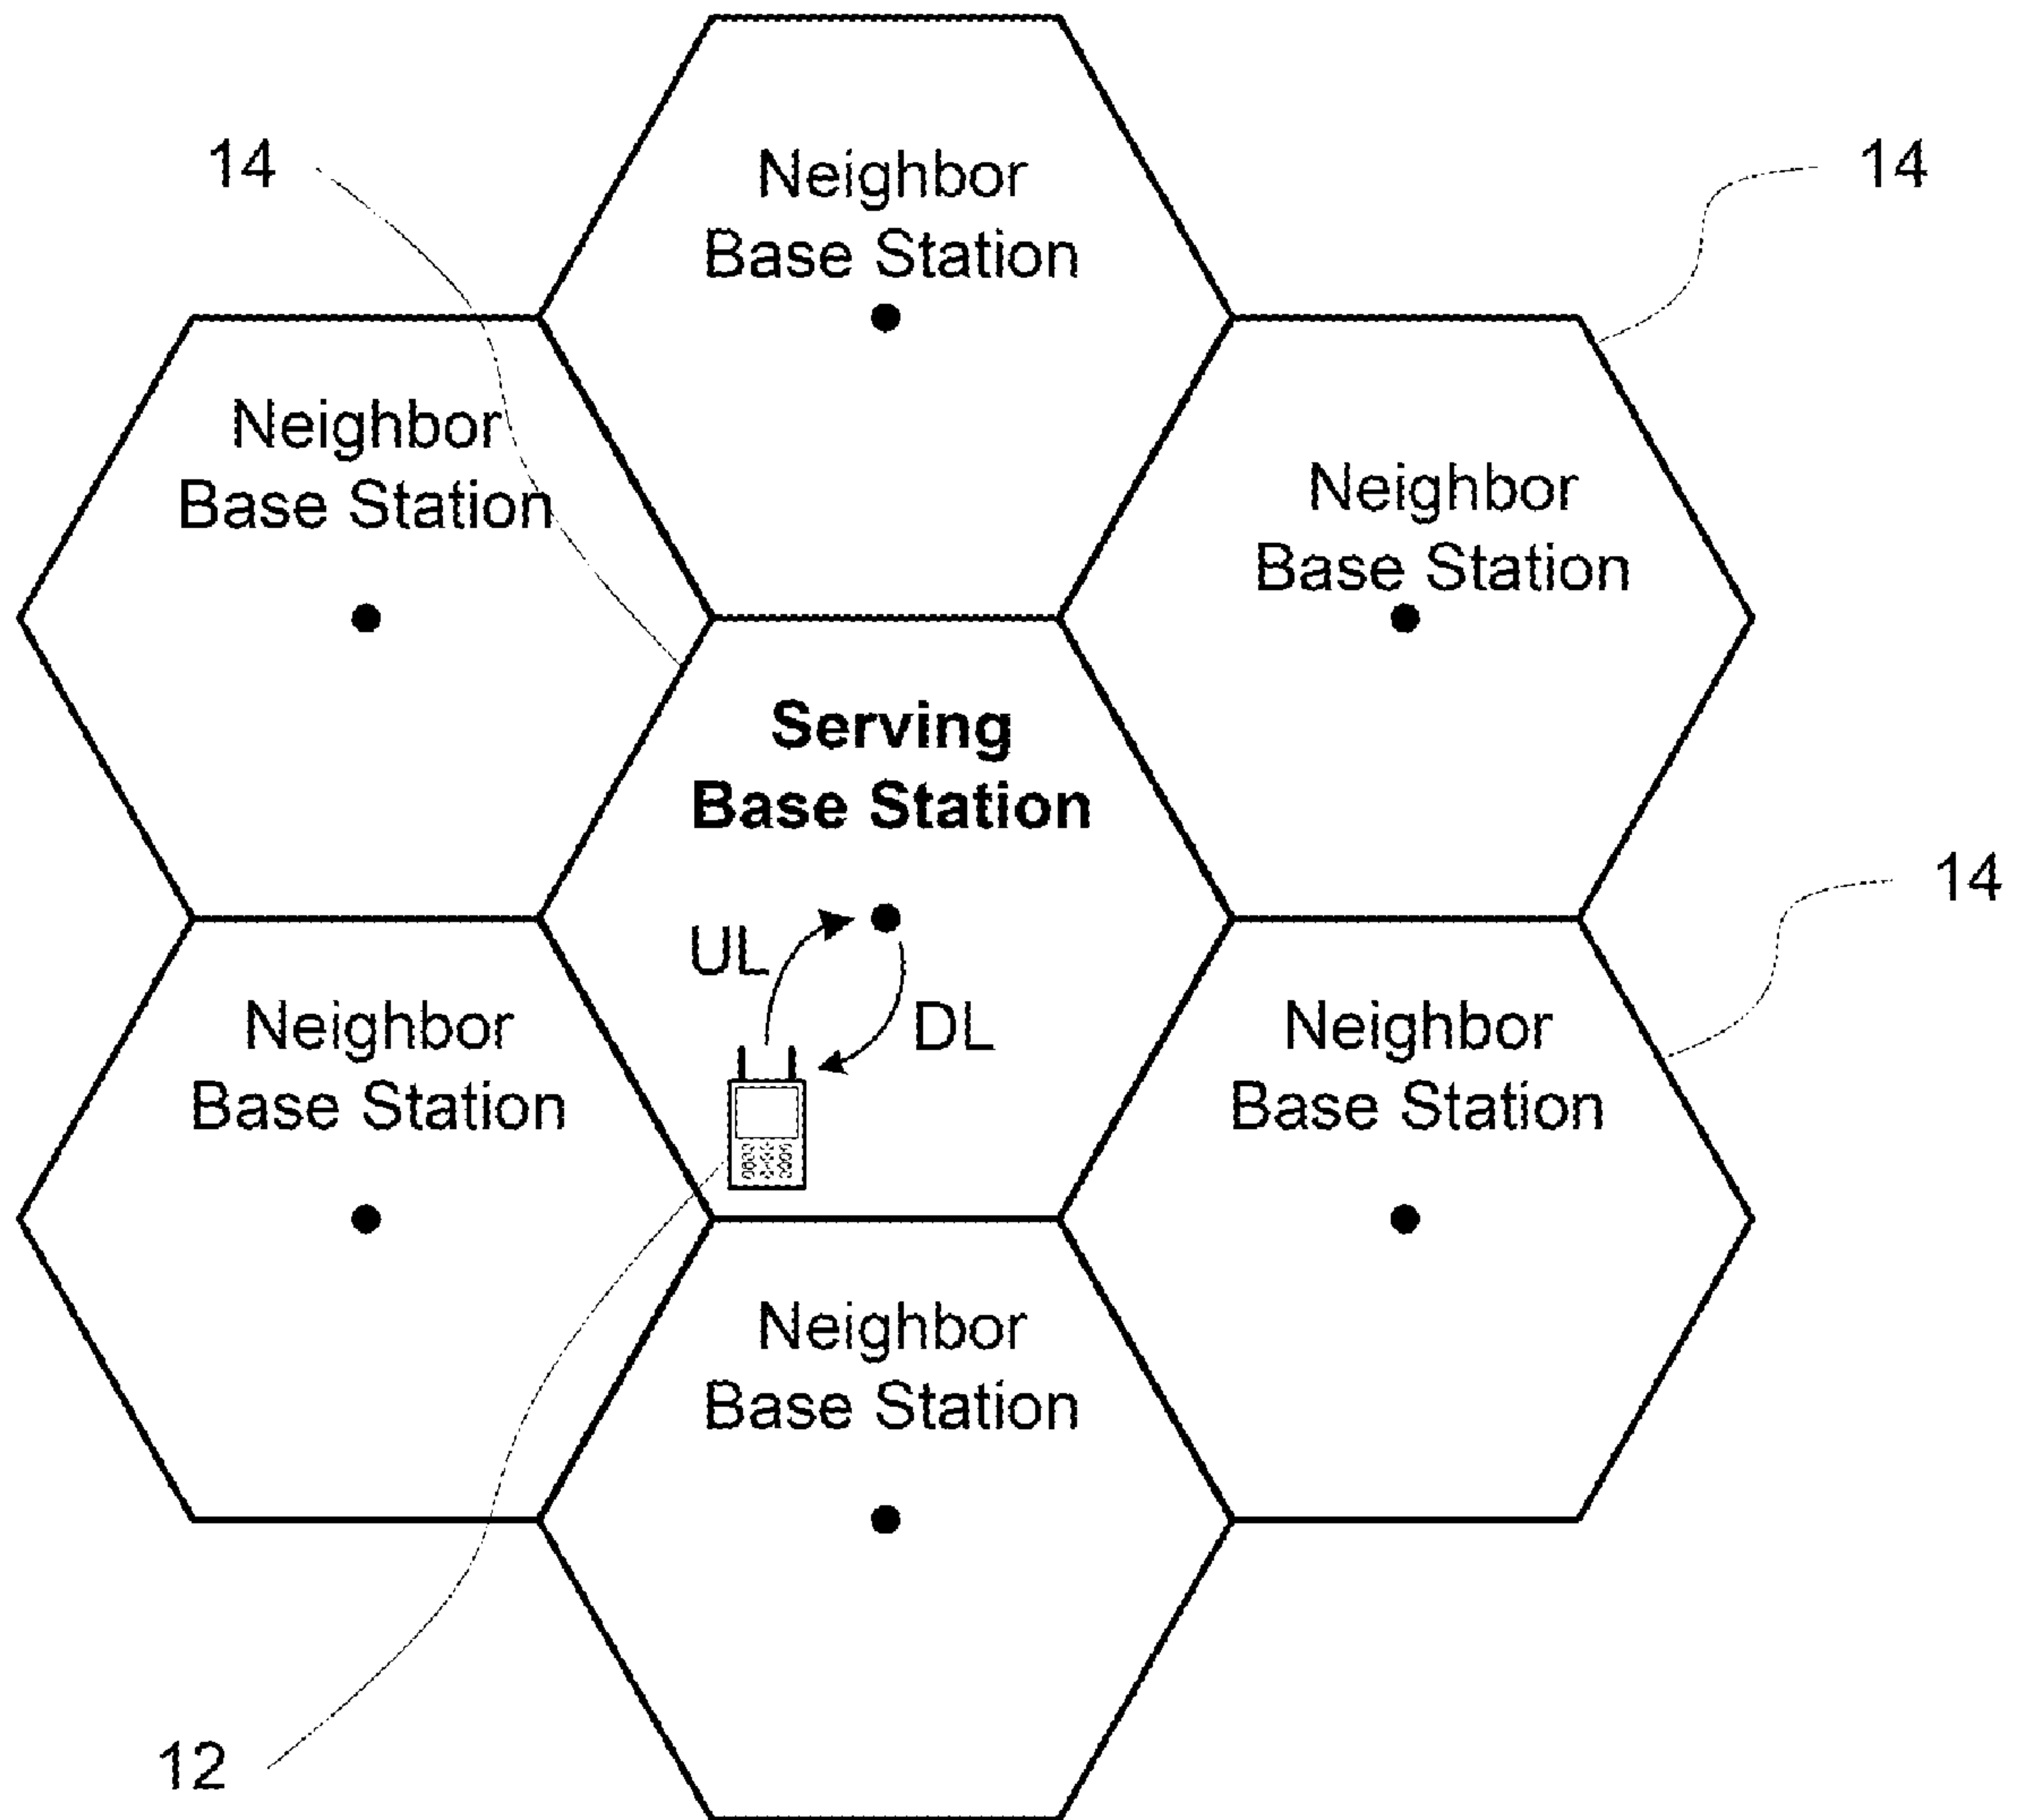 14
14
Neighbor
Base Station
Neighbor
Base Station
Neighbor
Base Station
Serving
Base Station
14
UL
DL
Neighbor
Base Station
Neighbor
Base Station
Neighbor
Base Station
12